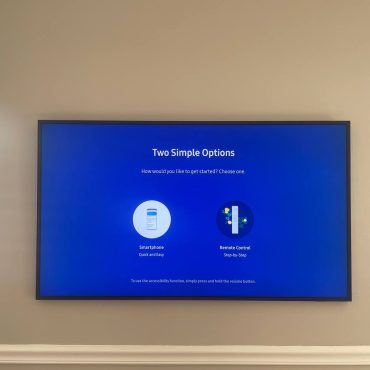 Two Simple Options
How would you like to get started? Choose one.
Smartphone
Quick and Easy
Remote Control
Step-by-Step
To use the accessibility function, simply press and hold the volume button.